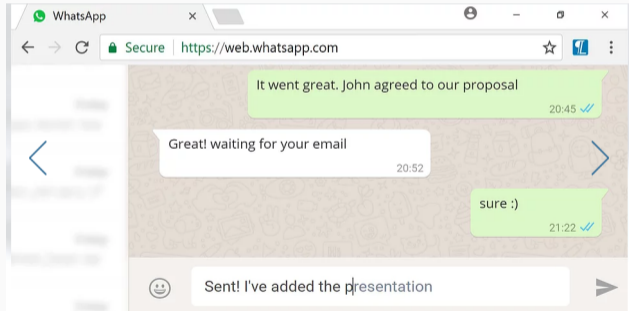 WhatsApp
Secure https://web.whatsapp.com
It went great. John agreed to our proposal
20:45
Great! waiting for your email
20:52
sure :)
21:22
Sent! I've added the presentation